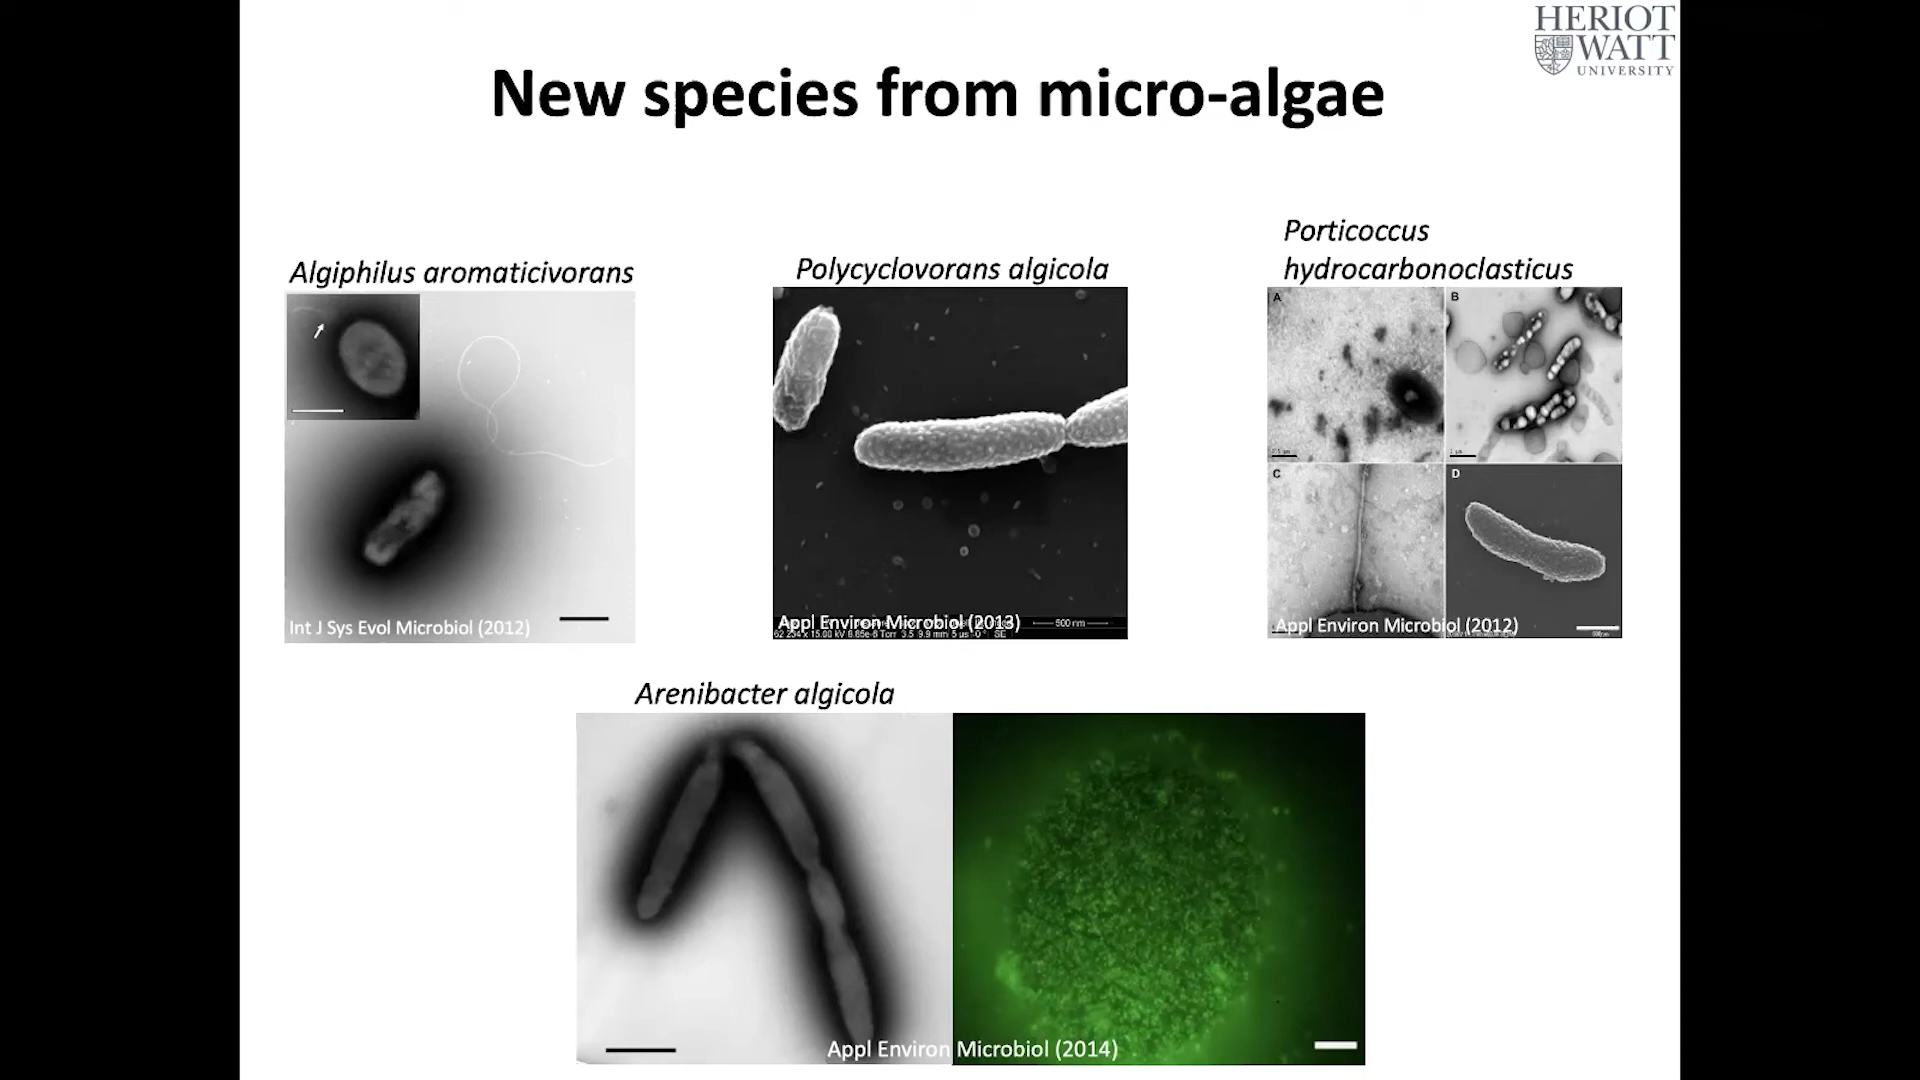 HERIOT
WATT
UNIVERSITY
New species from micro-algae
Algiphilus aromaticivorans
Int J Sys Evol Microbiol (2012)
Polycyclovorans algicola
Appl Environ Microbiol (2013)
500 nm
Porticoccus
hydrocarbonoclasticus
A
B
C
D
Appl Environ Microbiol (2012)
Arenibacter algicola
Appl Environ Microbiol (2014)